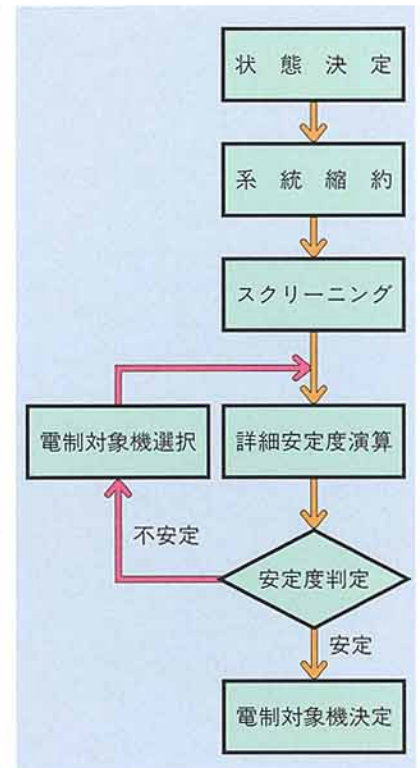 状態決定
系統縮約
スクリーニング
電制対象機選択
詳細安定度演算
不安定
安定度判定
安定
電制対象機決定